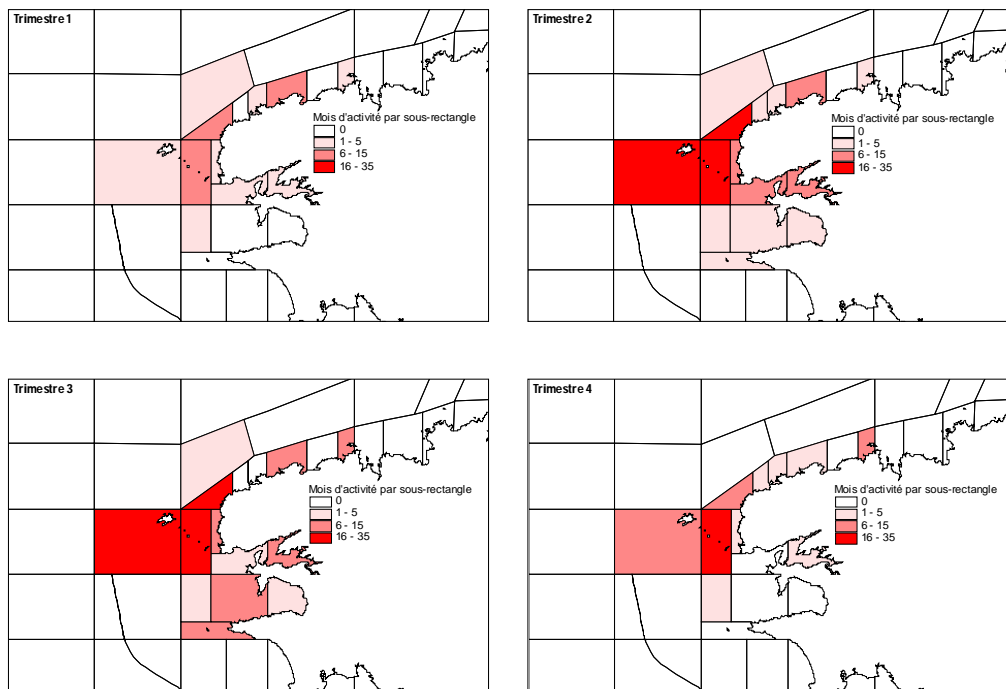 Trimestre 1
Mois d'activité par sous-rectangle
0
1 - 5
6 - 15
16 - 35
Trimestre 2
Mois d'activité par sous-rectangle
0
1 - 5
6 - 15
16 - 35
Trimestre 3
Mois d'activité par sous-rectangle
0
1 - 5
6 - 15
16 - 35
Trimestre 4
Mois d'activité par sous-rectangle
0
1 - 5
6 - 15
16 - 35